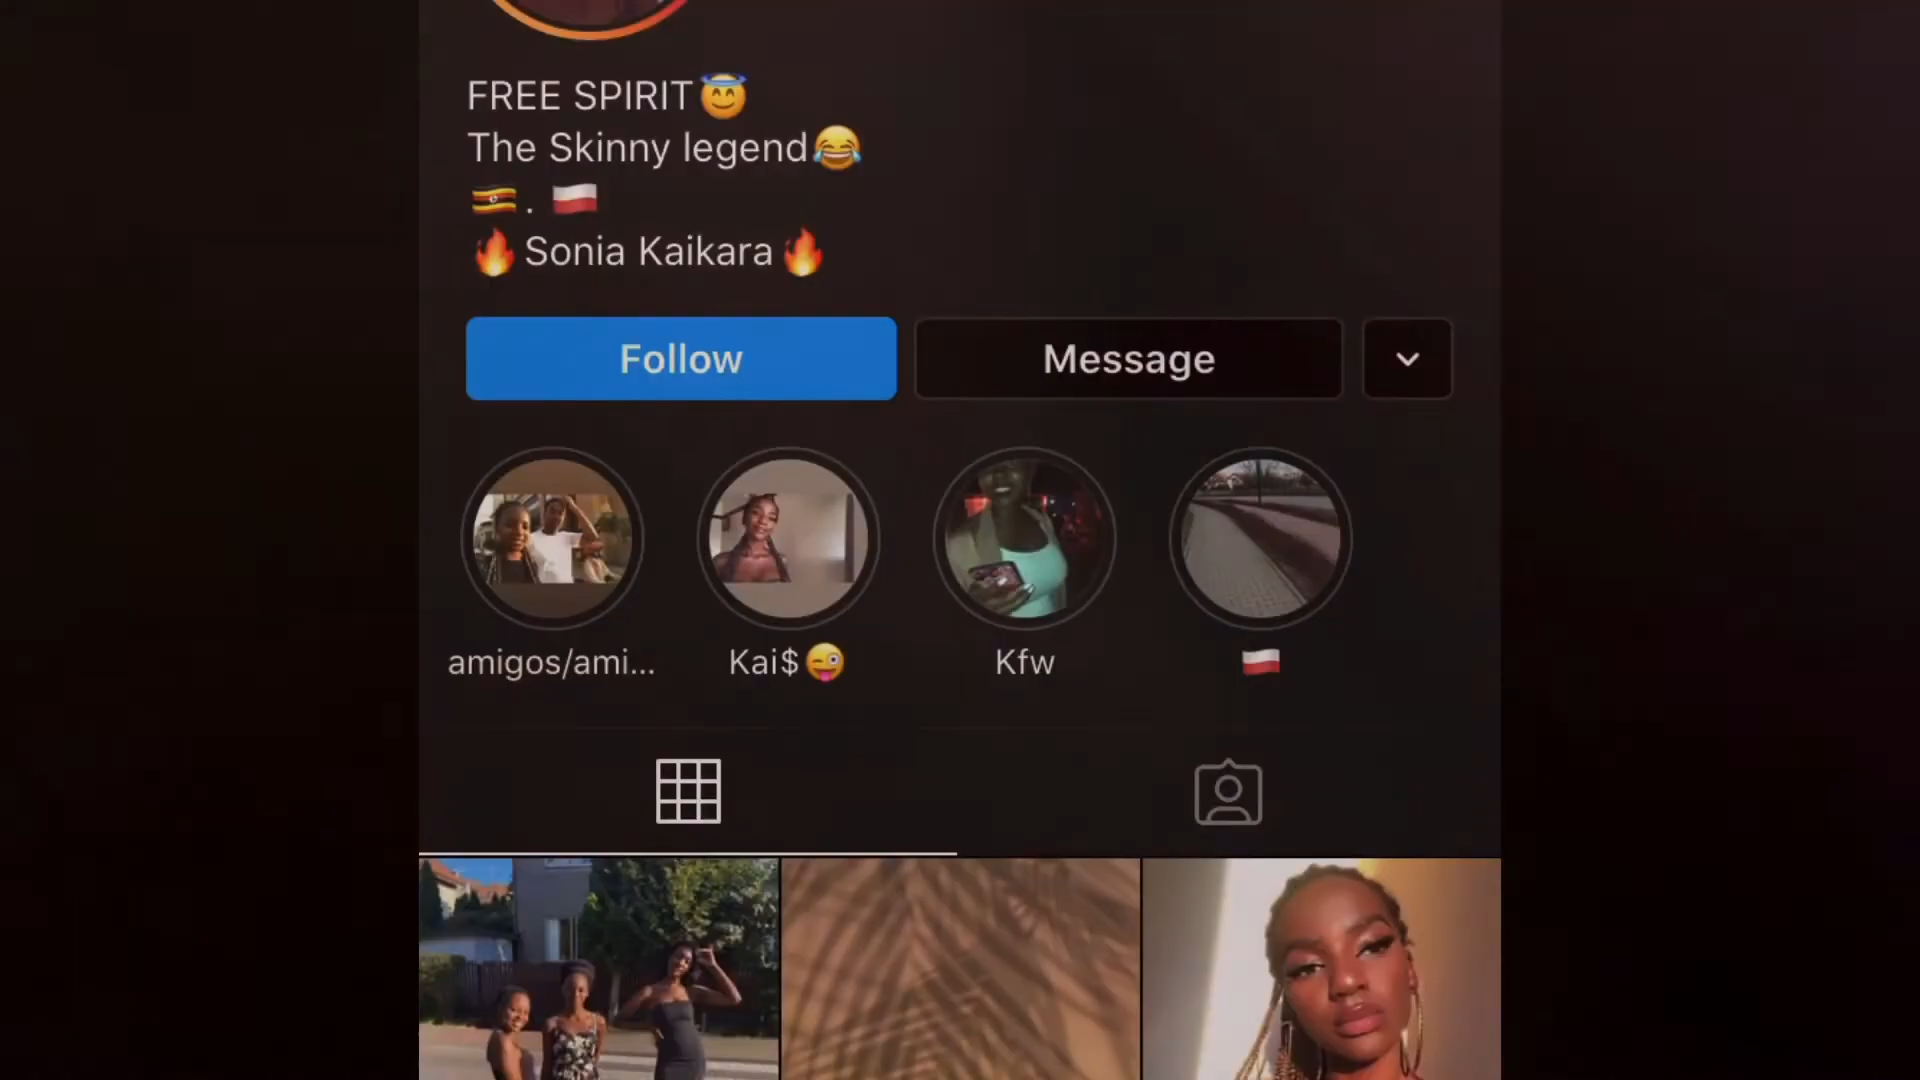 FREE SPIRIT😇
The Skinny legend😂
🇺🇬. 🇵🇱
🔥Sonia Kaikara🔥
Follow
Message
amigos/ami...
Kai$😜
Kfw
🇵🇱